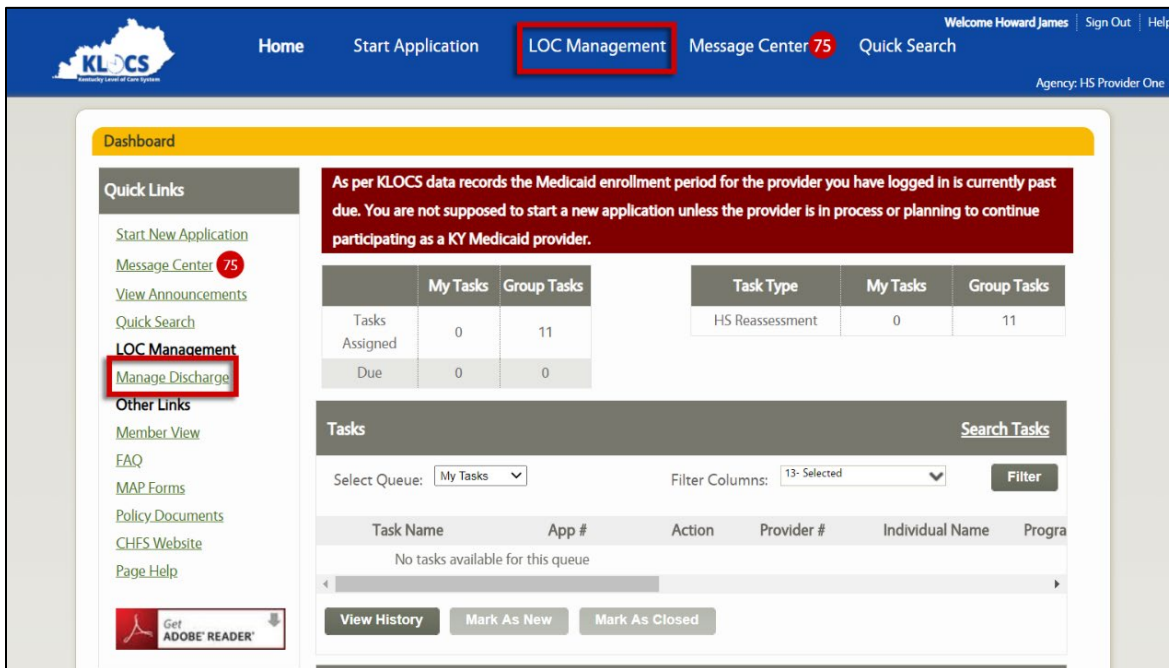 Welcome Howard James Sign Out Help
KLOCS
Kentucky Level of Care System
Home Start Application LOC Management Message Center 75 Quick Search
Agency: HS Provider One
Dashboard
Quick Links
Start New Application
Message Center 75
View Announcements
Quick Search
LOC Management
Manage Discharge
Other Links
Member View
FAQ
MAP Forms
Policy Documents
CHFS Website
Page Help
Get
ADOBE® READER®
As per KLOCS data records the Medicaid enrollment period for the provider you have logged in is currently past
due. You are not supposed to start a new application unless the provider is in process or planning to continue
participating as a KY Medicaid provider.
My Tasks Group Tasks
Tasks
Assigned 0 11
Due 0 0
Task Type My Tasks Group Tasks
HS Reassessment 0 11
Tasks Search Tasks
Select Queue: My Tasks Filter Columns: 13- Selected Filter
Task Name App # Action Provider # Individual Name Progra
No tasks available for this queue
View History Mark As New Mark As Closed